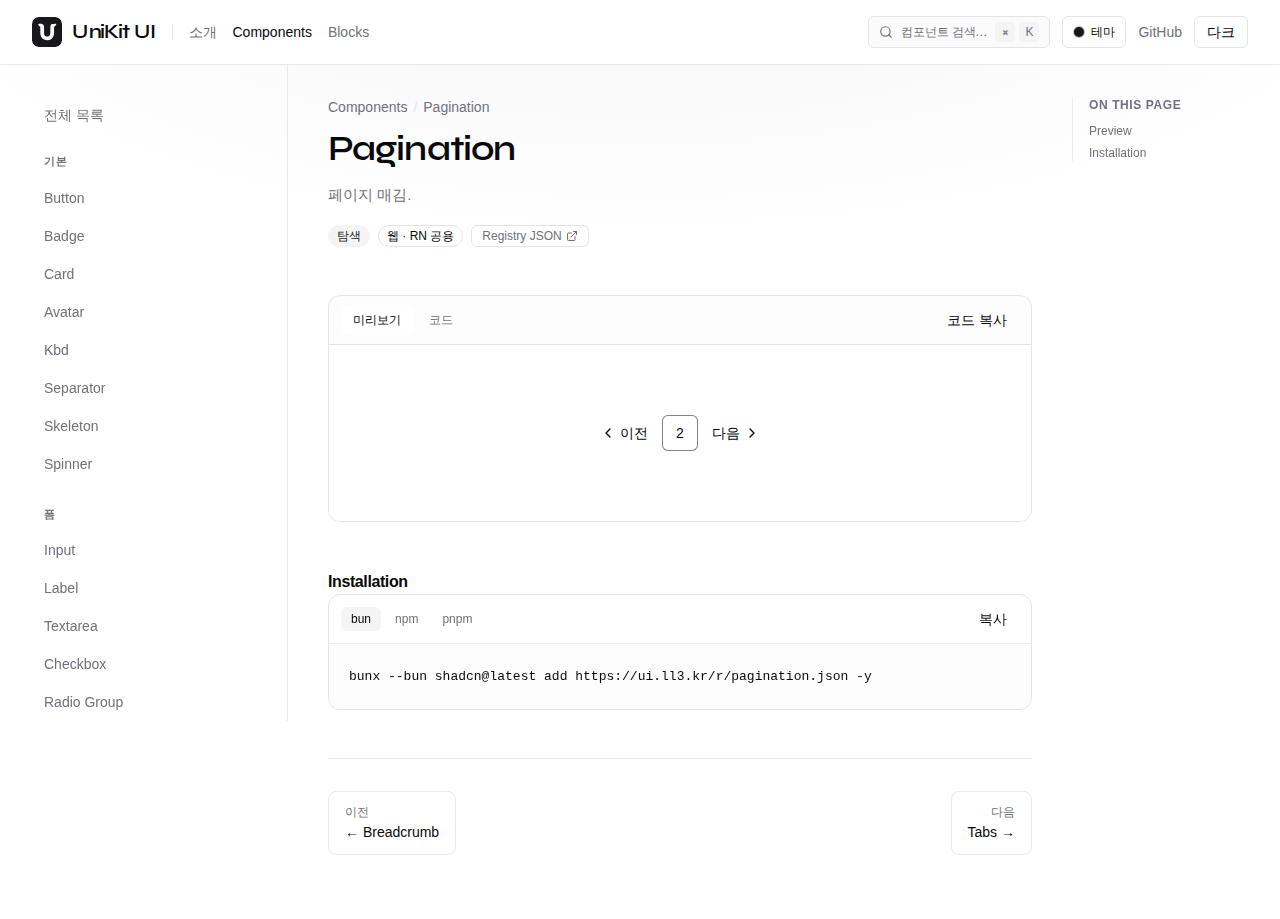 UniKit UI 소개 Components Blocks 컴포넌트 검색… ⌘ K 테마 GitHub 다크
전체 목록
기본
Button
Badge
Card
Avatar
Kbd
Separator
Skeleton
Spinner
폼
Input
Label
Textarea
Checkbox
Radio Group
Components / Pagination
Pagination
페이지 매김.
탐색 웹 · RN 공용 Registry JSON
미리보기 코드 코드 복사
이전 2 다음
Installation
bun npm pnpm 복사
bunx --bun shadcn@latest add https://ui.ll3.kr/r/pagination.json -y
이전
← Breadcrumb
다음
Tabs →
ON THIS PAGE
Preview
Installation